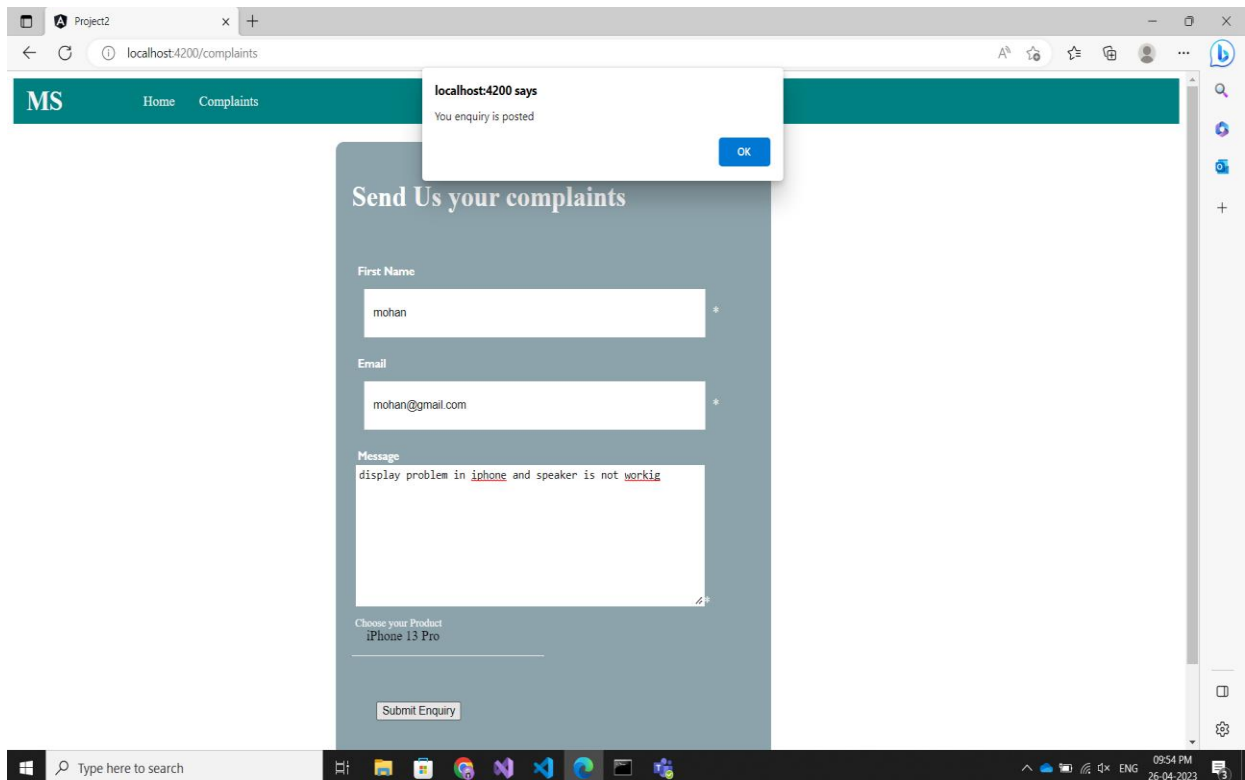 Project2
localhost:4200/complaints
MS Home Complaints
localhost:4200 says
You enquiry is posted
OK
Send Us your complaints
First Name
mohan
*
Email
mohan@gmail.com
*
Message
display problem in iphone and speaker is not workig
*
Choose your Product
iPhone 13 Pro
Submit Enquiry
Type here to search
ENG
09:54 PM
26-04-2023
3